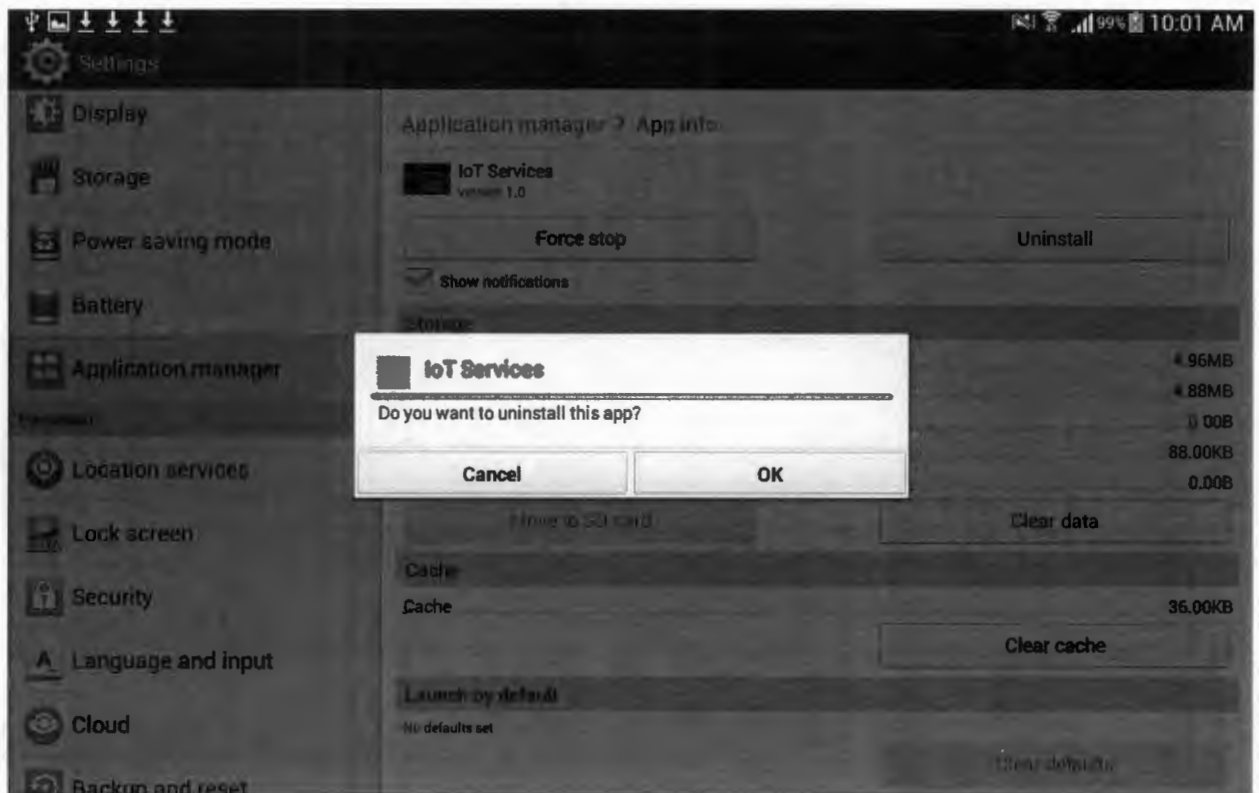 99% 10:01 AM
Settings
Display
Storage
Power saving mode
Battery
Application manager
Location services
Lock screen
Security
A Language and input
Cloud
Backup and reset
Application manager > App info
IoT Services
version 1.0
Force stop
Uninstall
Show notifications
Storage
4.96MB
4.88MB
0.00B
88.00KB
0.00B
Move to SD card
Clear data
Cache
Cache
36.00KB
Clear cache
Launch by default
No defaults set
Clear defaults
IoT Services
Do you want to uninstall this app?
Cancel
OK